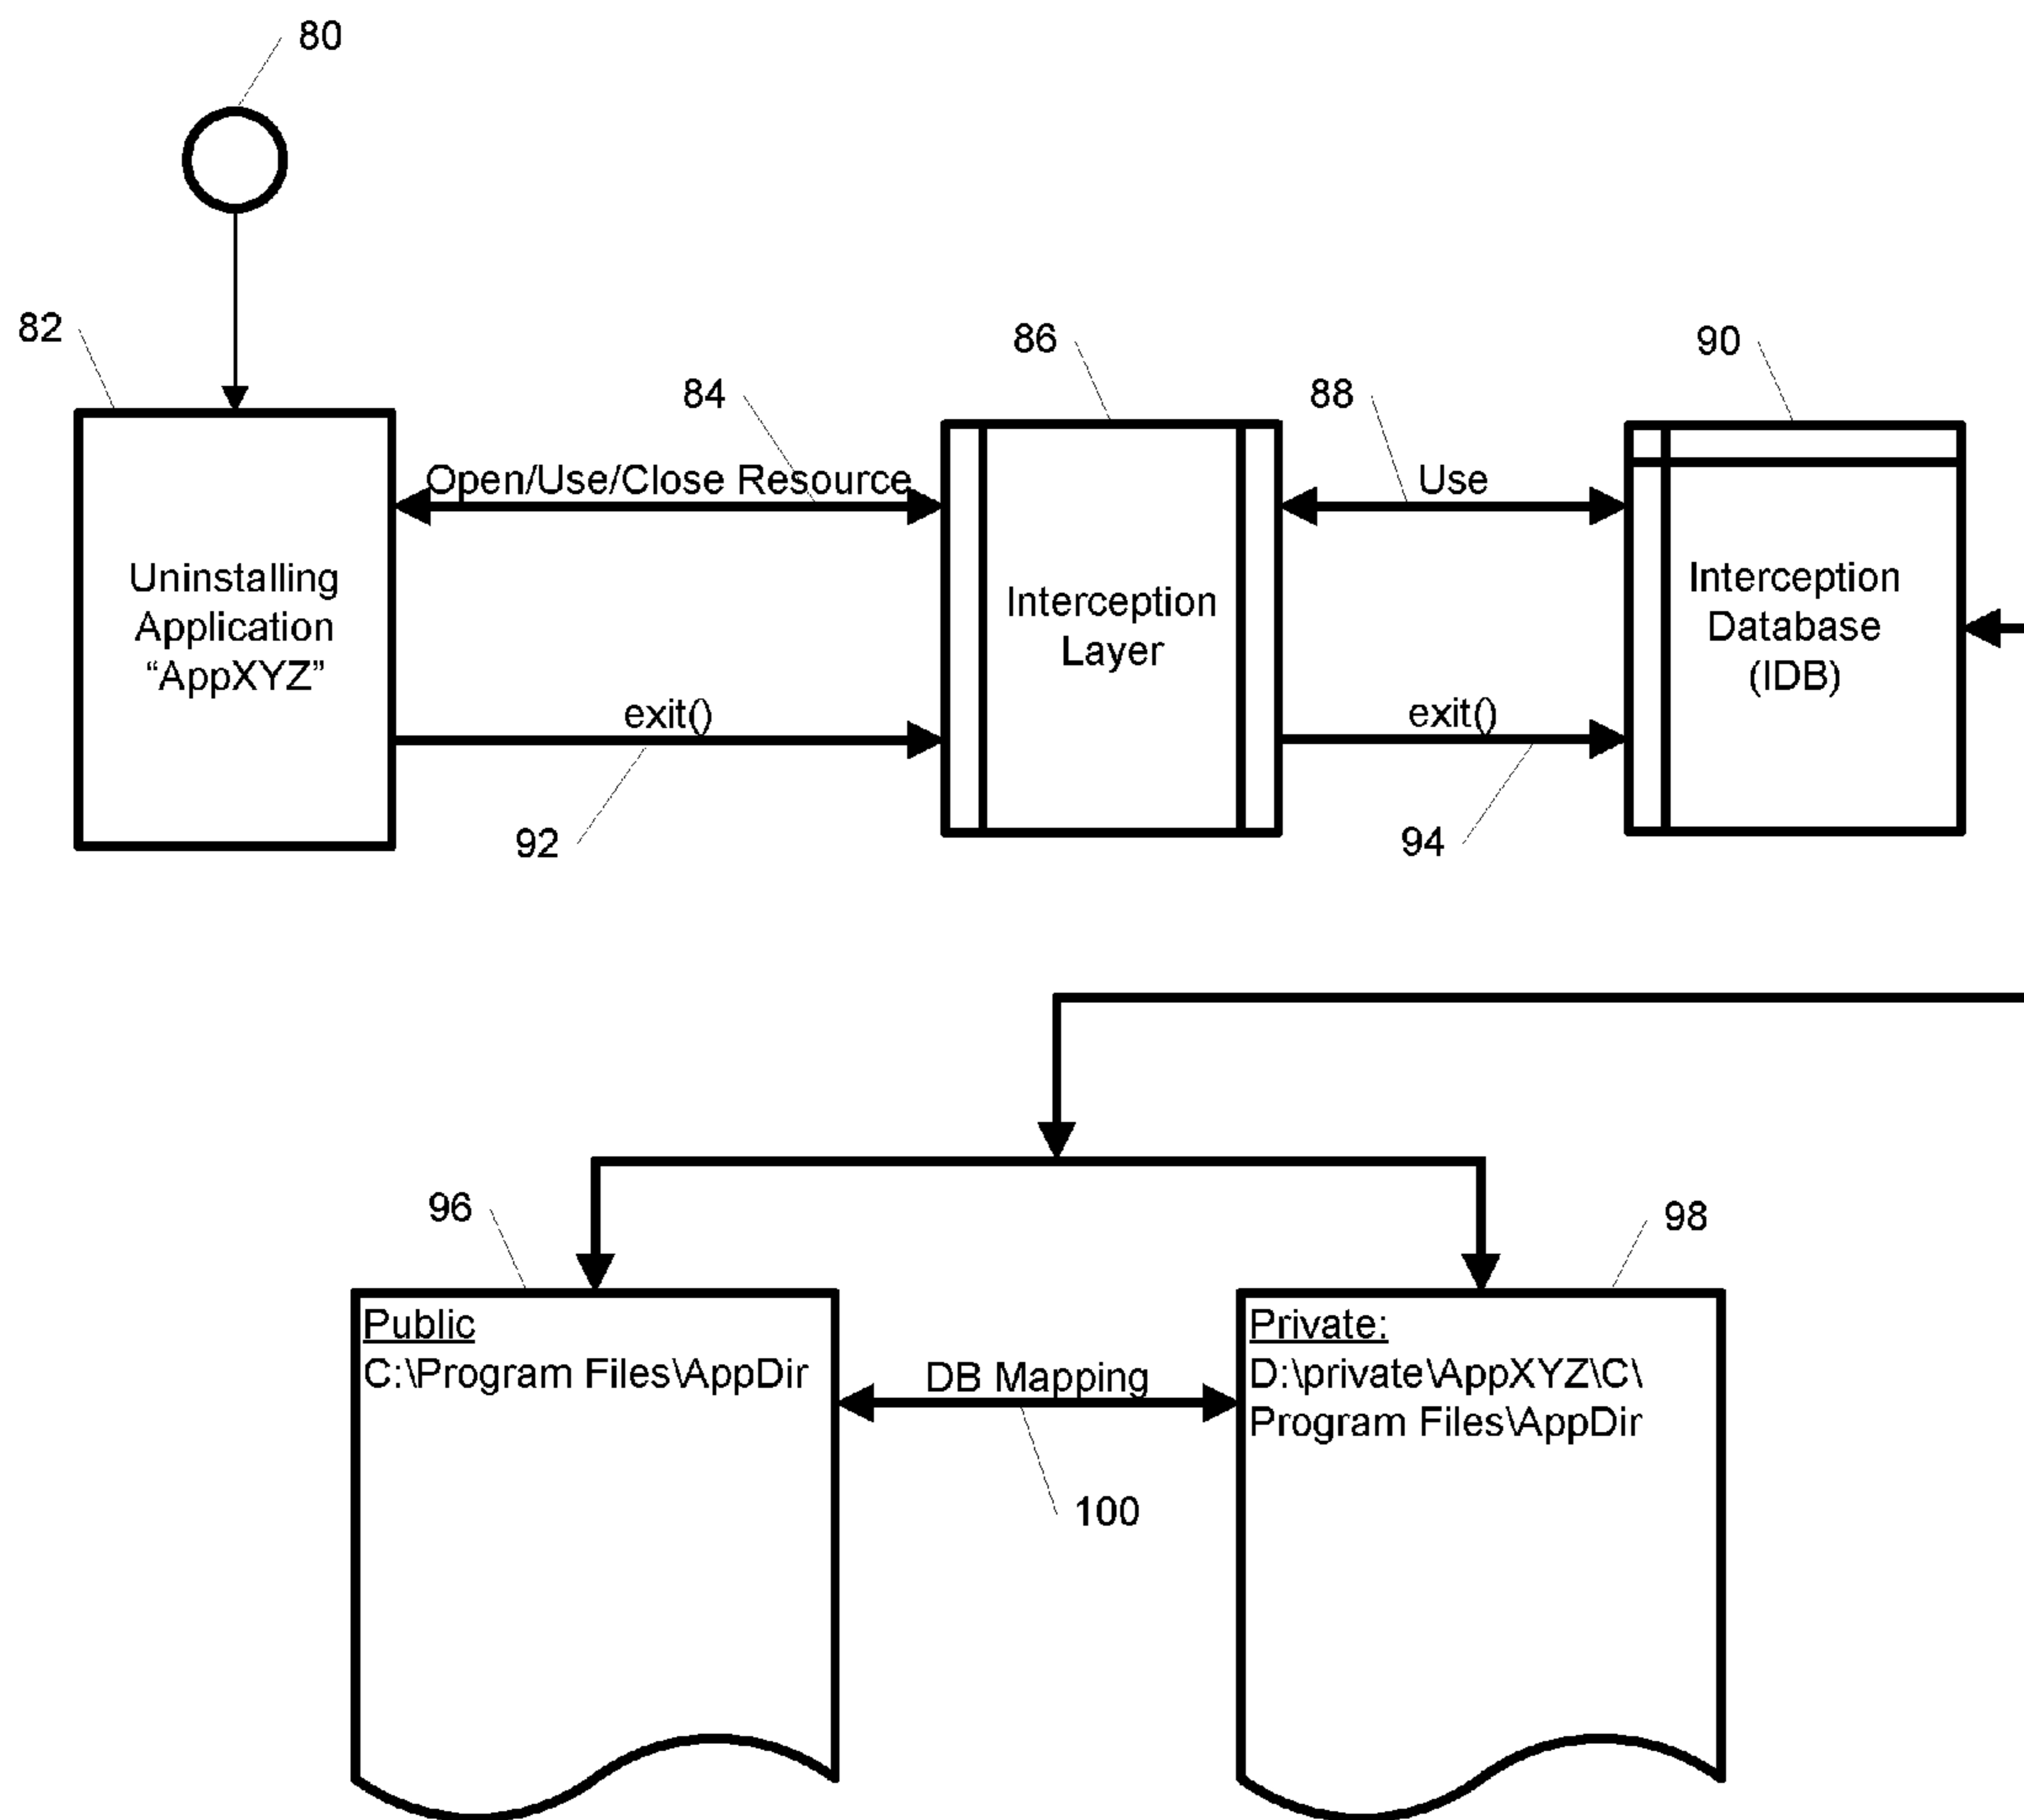 80
82
86
90
84
88
Open/Use/Close Resource
Use
Uninstalling
Application
“AppXYZ”
Interception
Layer
Interception
Database
(IDB)
exit()
exit()
92
94
96
98
Public
C:\Program Files\AppDir
DB Mapping
Private:
D:\private\AppXYZ\C\
Program Files\AppDir
100